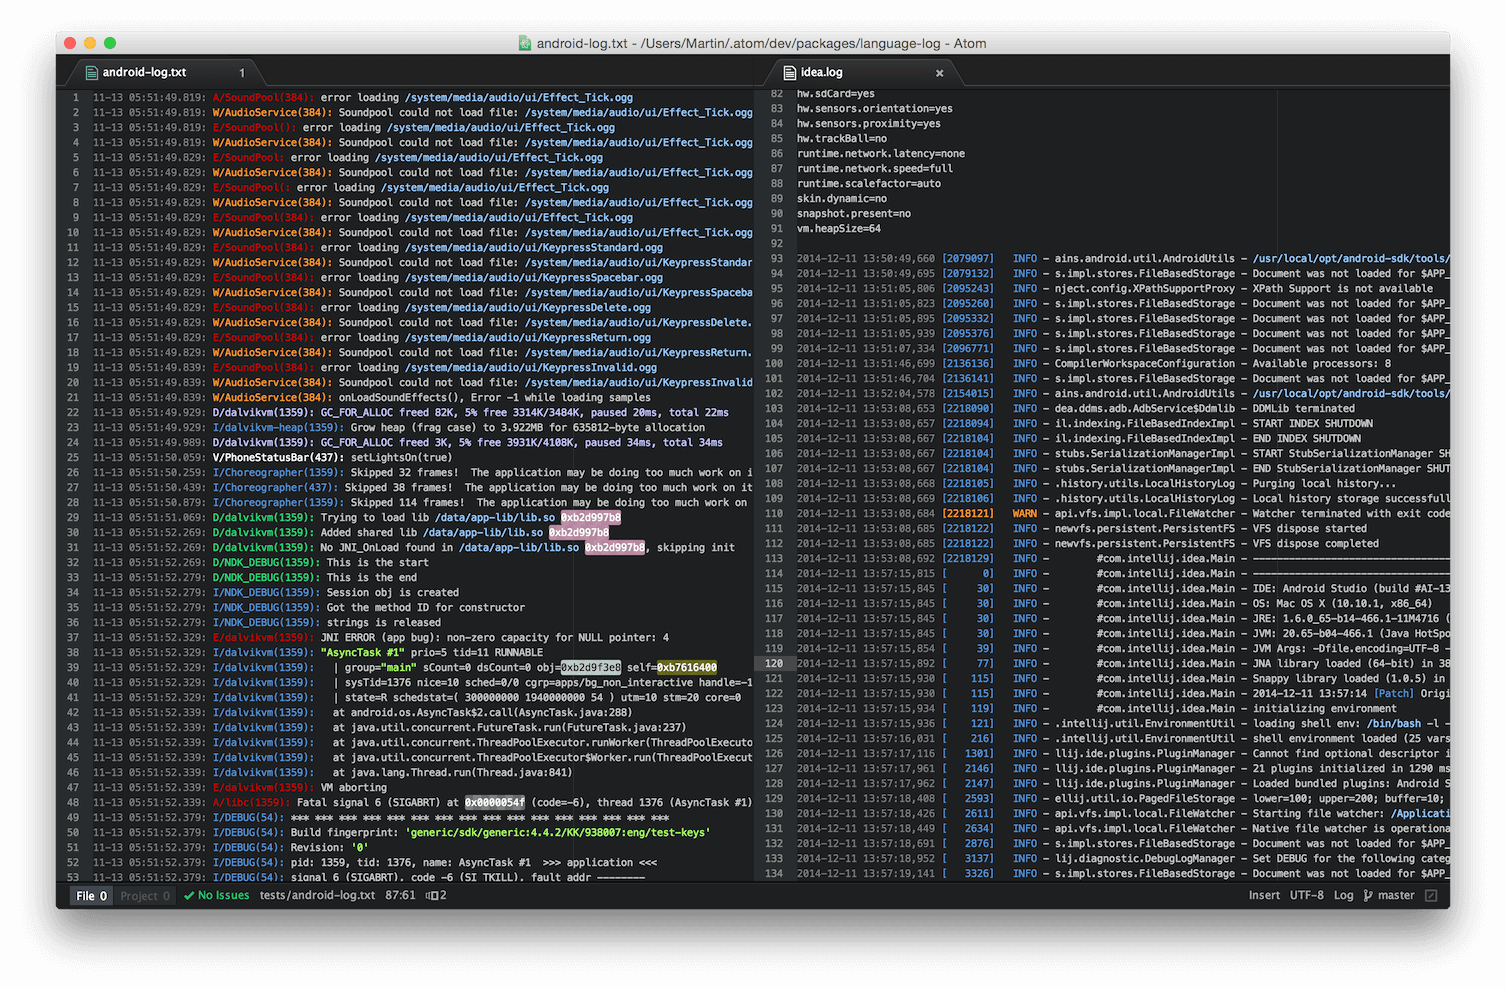 android-log.txt - /Users/Martin/.atom/dev/packages/language-log - Atom
android-log.txt 1
1 11-13 05:51:49.819: A/SoundPool(384): error loading /system/media/audio/ui/Effect_Tick.ogg
2 11-13 05:51:49.819: W/AudioService(384): Soundpool could not load file: /system/media/audio/ui/Effect_Tick.ogg
3 11-13 05:51:49.819: E/SoundPool(): error loading /system/media/audio/ui/Effect_Tick.ogg
4 11-13 05:51:49.819: W/AudioService(384): Soundpool could not load file: /system/media/audio/ui/Effect_Tick.ogg
5 11-13 05:51:49.829: E/SoundPool: error loading /system/media/audio/ui/Effect_Tick.ogg
6 11-13 05:51:49.829: W/AudioService(384): Soundpool could not load file: /system/media/audio/ui/Effect_Tick.ogg
7 11-13 05:51:49.829: E/SoundPool(: error loading /system/media/audio/ui/Effect_Tick.ogg
8 11-13 05:51:49.829: W/AudioService(384): Soundpool could not load file: /system/media/audio/ui/Effect_Tick.ogg
9 11-13 05:51:49.829: E/SoundPool(384): error loading /system/media/audio/ui/Effect_Tick.ogg
10 11-13 05:51:49.829: W/AudioService(384): Soundpool could not load file: /system/media/audio/ui/Effect_Tick.ogg
11 11-13 05:51:49.829: E/SoundPool(384): error loading /system/media/audio/ui/KeypressStandard.ogg
12 11-13 05:51:49.829: W/AudioService(384): Soundpool could not load file: /system/media/audio/ui/KeypressStandar
13 11-13 05:51:49.829: E/SoundPool(384): error loading /system/media/audio/ui/KeypressSpacebar.ogg
14 11-13 05:51:49.829: W/AudioService(384): Soundpool could not load file: /system/media/audio/ui/KeypressSpaceba
15 11-13 05:51:49.829: E/SoundPool(384): error loading /system/media/audio/ui/KeypressDelete.ogg
16 11-13 05:51:49.829: W/AudioService(384): Soundpool could not load file: /system/media/audio/ui/KeypressDelete.
17 11-13 05:51:49.829: E/SoundPool(384): error loading /system/media/audio/ui/KeypressReturn.ogg
18 11-13 05:51:49.829: W/AudioService(384): Soundpool could not load file: /system/media/audio/ui/KeypressReturn.
19 11-13 05:51:49.839: E/SoundPool(384): error loading /system/media/audio/ui/KeypressInvalid.ogg
20 11-13 05:51:49.839: W/AudioService(384): Soundpool could not load file: /system/media/audio/ui/KeypressInvalid
21 11-13 05:51:49.839: W/AudioService(384): onLoadSoundEffects(), Error -1 while loading samples
22 11-13 05:51:49.919: D/dalvikvm(1359): GC_FOR_ALLOC freed 82K, 5% free 3314K/3484K, paused 20ms, total 22ms
23 11-13 05:51:49.929: I/dalvikvm-heap(1359): Grow heap (frag case) to 3.922MB for 635812-byte allocation
24 11-13 05:51:49.989: D/dalvikvm(1359): GC_FOR_ALLOC freed 3K, 5% free 3931K/4108K, paused 34ms, total 34ms
25 11-13 05:51:50.059: V/PhoneStatusBar(437): setLightsOn(true)
26 11-13 05:51:50.259: I/Choreographer(1359): Skipped 32 frames!  The application may be doing too much work on i
27 11-13 05:51:50.439: I/Choreographer(437): Skipped 38 frames!  The application may be doing too much work on it
28 11-13 05:51:50.879: I/Choreographer(1359): Skipped 114 frames!  The application may be doing too much work on
29 11-13 05:51:51.069: D/dalvikvm(1359): Trying to load lib /data/app-lib/lib.so 0xb2d997b8
30 11-13 05:51:51.269: D/dalvikvm(1359): Added shared lib /data/app-lib/lib.so 0xb2d997b8
31 11-13 05:51:51.269: D/dalvikvm(1359): No JNI_OnLoad found in /data/app-lib/lib.so 0xb2d997b8, skipping init
32 11-13 05:51:52.269: D/NDK_DEBUG(1359): This is the start
33 11-13 05:51:52.279: D/NDK_DEBUG(1359): This is the end
34 11-13 05:51:52.279: I/NDK_DEBUG(1359): Session obj is created
35 11-13 05:51:52.279: I/NDK_DEBUG(1359): Got the method ID for constructor
36 11-13 05:51:52.279: I/NDK_DEBUG(1359): strings is released
37 11-13 05:51:52.329: E/dalvikvm(1359): JNI ERROR (app bug): non-zero capacity for NULL pointer: 4
38 11-13 05:51:52.329: I/dalvikvm(1359): "AsyncTask #1" prio=5 tid=11 RUNNABLE
39 11-13 05:51:52.339: I/dalvikvm(1359):   | group="main" sCount=0 dsCount=0 obj=0xb2d9f3e8 self=0xb7616400
40 11-13 05:51:52.339: I/dalvikvm(1359):   | sysTid=1376 nice=10 sched=0/0 cgrp=apps/bg_non_interactive handle=-1
41 11-13 05:51:52.339: I/dalvikvm(1359):   | state=R schedstat=( 300000000 1940000000 54 ) utm=10 stm=20 core=0
42 11-13 05:51:52.339: I/dalvikvm(1359):   at android.os.AsyncTask$2.call(AsyncTask.java:288)
43 11-13 05:51:52.339: I/dalvikvm(1359):   at java.util.concurrent.FutureTask.run(FutureTask.java:237)
44 11-13 05:51:52.339: I/dalvikvm(1359):   at java.util.concurrent.ThreadPoolExecutor.runWorker(ThreadPoolExecuto
45 11-13 05:51:52.339: I/dalvikvm(1359):   at java.util.concurrent.ThreadPoolExecutor$Worker.run(ThreadPoolExecut
46 11-13 05:51:52.339: I/dalvikvm(1359):   at java.lang.Thread.run(Thread.java:841)
47 11-13 05:51:52.339: E/dalvikvm(1359): VM aborting
48 11-13 05:51:52.339: A/libc(1359): Fatal signal 6 (SIGABRT) at 0x0000054f (code=-6), thread 1376 (AsyncTask #1)
49 11-13 05:51:52.539: I/DEBUG(54): *** *** *** *** *** *** *** *** *** *** *** *** *** *** *** ***
50 11-13 05:51:52.539: I/DEBUG(54): Build fingerprint: 'generic/sdk/generic:4.4.2/KK/938007:eng/test-keys'
51 11-13 05:51:52.539: I/DEBUG(54): Revision: '0'
52 11-13 05:51:52.539: I/DEBUG(54): pid: 1359, tid: 1376, name: AsyncTask #1  >>> application <<<
53 11-13 05:51:52.539: I/DEBUG(54): signal 6 (SIGABRT), code -6 (SI_TKILL), fault addr --------
idea.log
82 hw.sdCard=yes
83 hw.sensors.orientation=yes
84 hw.sensors.proximity=yes
85 hw.trackBall=no
86 runtime.network.latency=none
87 runtime.network.speed=full
88 runtime.scalefactor=auto
89 skin.dynamic=no
90 snapshot.present=no
91 vm.heapSize=64
92
93 2014-12-11 13:50:49,660 [2079097]   INFO - ains.android.util.AndroidUtils - /usr/local/opt/android-sdk/tools/
94 2014-12-11 13:50:49,695 [2079132]   INFO - s.impl.stores.FileBasedStorage - Document was not loaded for $APP_
95 2014-12-11 13:51:05,806 [2095243]   INFO - nject.config.XPathSupportProxy - XPath Support is not available
96 2014-12-11 13:51:05,823 [2095260]   INFO - s.impl.stores.FileBasedStorage - Document was not loaded for $APP_
97 2014-12-11 13:51:05,895 [2095332]   INFO - s.impl.stores.FileBasedStorage - Document was not loaded for $APP_
98 2014-12-11 13:51:05,939 [2095376]   INFO - s.impl.stores.FileBasedStorage - Document was not loaded for $APP_
99 2014-12-11 13:51:07,334 [2096771]   INFO - s.impl.stores.FileBasedStorage - Document was not loaded for $APP_
100 2014-12-11 13:51:46,699 [2136136]   INFO - CompilerWorkspaceConfiguration - Available processors: 8
101 2014-12-11 13:51:46,704 [2136141]   INFO - s.impl.stores.FileBasedStorage - Document was not loaded for $APP_
102 2014-12-11 13:52:04,578 [2154015]   INFO - ains.android.util.AndroidUtils - /usr/local/opt/android-sdk/tools/
103 2014-12-11 13:53:08,653 [2218090]   INFO - dea.ddms.adb.AdbService$Ddmlib - DDMLib terminated
104 2014-12-11 13:53:08,657 [2218094]   INFO - il.indexing.FileBasedIndexImpl - START INDEX SHUTDOWN
105 2014-12-11 13:53:08,667 [2218104]   INFO - il.indexing.FileBasedIndexImpl - END INDEX SHUTDOWN
106 2014-12-11 13:53:08,667 [2218104]   INFO - stubs.SerializationManagerImpl - START StubSerializationManager SH
107 2014-12-11 13:53:08,667 [2218104]   INFO - stubs.SerializationManagerImpl - END StubSerializationManager SHUT
108 2014-12-11 13:53:08,668 [2218105]   INFO - .history.utils.LocalHistoryLog - Purging local history...
109 2014-12-11 13:53:08,669 [2218106]   INFO - .history.utils.LocalHistoryLog - Local history storage successfull
110 2014-12-11 13:53:08,684 [2218121]   WARN - api.vfs.impl.local.FileWatcher - Watcher terminated with exit code
111 2014-12-11 13:53:08,685 [2218122]   INFO - newvfs.persistent.PersistentFS - VFS dispose started
112 2014-12-11 13:53:08,685 [2218122]   INFO - newvfs.persistent.PersistentFS - VFS dispose completed
113 2014-12-11 13:53:08,692 [2218129]   INFO -        #com.intellij.idea.Main - ---------------------------------
114 2014-12-11 13:57:15,815 [      0]   INFO -        #com.intellij.idea.Main - ---------------------------------
115 2014-12-11 13:57:15,845 [     30]   INFO -        #com.intellij.idea.Main - IDE: Android Studio (build #AI-13
116 2014-12-11 13:57:15,845 [     30]   INFO -        #com.intellij.idea.Main - OS: Mac OS X (10.10.1, x86_64)
117 2014-12-11 13:57:15,845 [     30]   INFO -        #com.intellij.idea.Main - JRE: 1.6.0_65-b14-466.1-11M4716 (
118 2014-12-11 13:57:15,845 [     30]   INFO -        #com.intellij.idea.Main - JVM: 20.65-b04-466.1 (Java HotSpo
119 2014-12-11 13:57:15,854 [     39]   INFO -        #com.intellij.idea.Main - JVM Args: -Dfile.encoding=UTF-8 -
120 2014-12-11 13:57:15,892 [     77]   INFO -        #com.intellij.idea.Main - JNA library loaded (64-bit) in 38
121 2014-12-11 13:57:15,930 [    115]   INFO -        #com.intellij.idea.Main - Snappy library loaded (1.0.5) in
122 2014-12-11 13:57:15,930 [    115]   INFO -        #com.intellij.idea.Main - 2014-12-11 13:57:14 [Patch] Origi
123 2014-12-11 13:57:15,934 [    119]   INFO -        #com.intellij.idea.Main - initializing environment
124 2014-12-11 13:57:15,936 [    121]   INFO - .intellij.util.EnvironmentUtil - loading shell env: /bin/bash -l -
125 2014-12-11 13:57:16,031 [    216]   INFO - .intellij.util.EnvironmentUtil - shell environment loaded (25 vars
126 2014-12-11 13:57:17,116 [   1301]   INFO - llij.ide.plugins.PluginManager - Cannot find optional descriptor i
127 2014-12-11 13:57:17,961 [   2146]   INFO - llij.ide.plugins.PluginManager - 21 plugins initialized in 1290 ms
128 2014-12-11 13:57:17,962 [   2147]   INFO - llij.ide.plugins.PluginManager - Loaded bundled plugins: Android S
129 2014-12-11 13:57:18,408 [   2593]   INFO - ellij.util.io.PagedFileStorage - lower=100; upper=200; buffer=10;
130 2014-12-11 13:57:18,426 [   2611]   INFO - api.vfs.impl.local.FileWatcher - Starting file watcher: /Applicati
131 2014-12-11 13:57:18,449 [   2634]   INFO - api.vfs.impl.local.FileWatcher - Native file watcher is operationa
132 2014-12-11 13:57:18,691 [   2876]   INFO - s.impl.stores.FileBasedStorage - Document was not loaded for $APP_
133 2014-12-11 13:57:18,952 [   3137]   INFO - lij.diagnostic.DebugLogManager - Set DEBUG for the following categ
134 2014-12-11 13:57:19,141 [   3326]   INFO - s.impl.stores.FileBasedStorage - Document was not loaded for $APP_
File 0 Project 0 No Issues tests/android-log.txt 87:61 2 Insert UTF-8 Log master